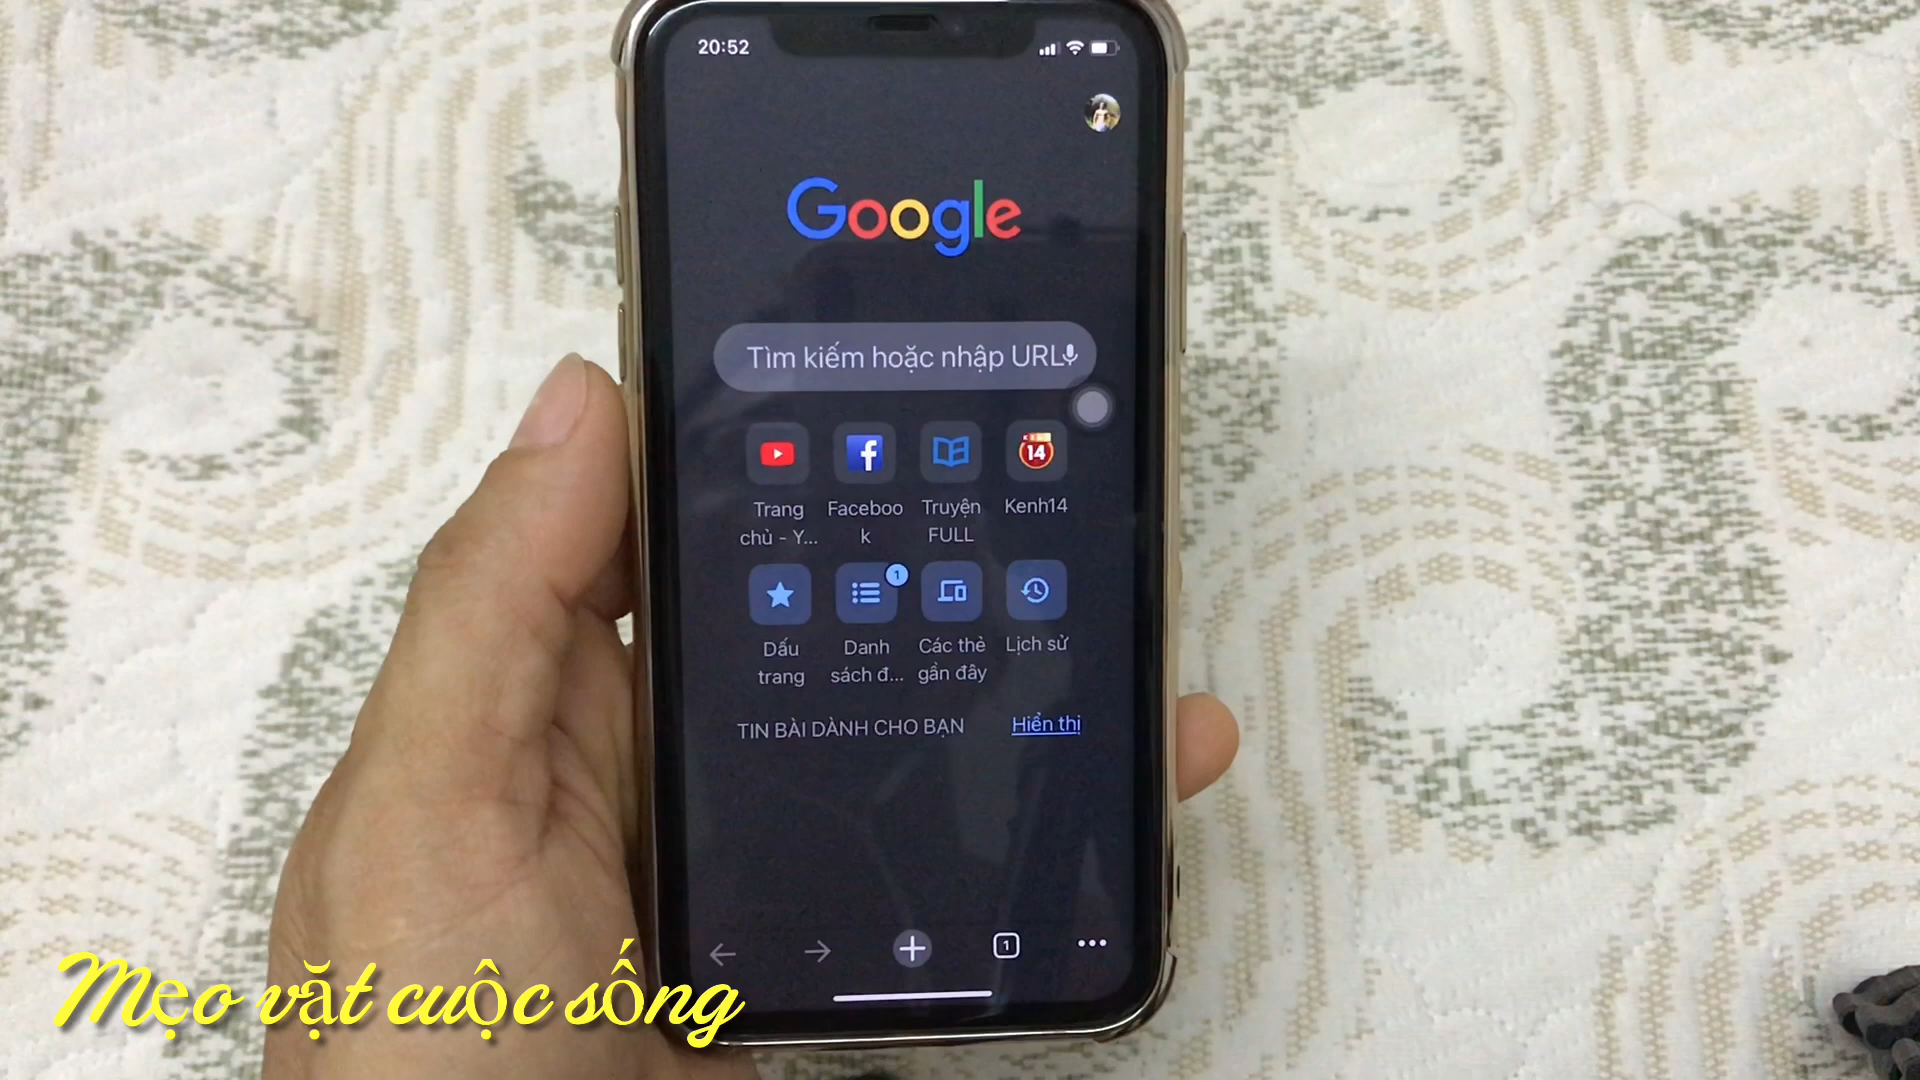 20:52
Google
Tìm kiếm hoặc nhập URL
Trang chủ - Y...
Facebook
Truyện FULL
14
Kenh14
1
Dấu trang
Danh sách đ...
Các thẻ gần đây
Lịch sử
TIN BÀI DÀNH CHO BẠN
Hiển thị
1
Mẹo vặt cuộc sống